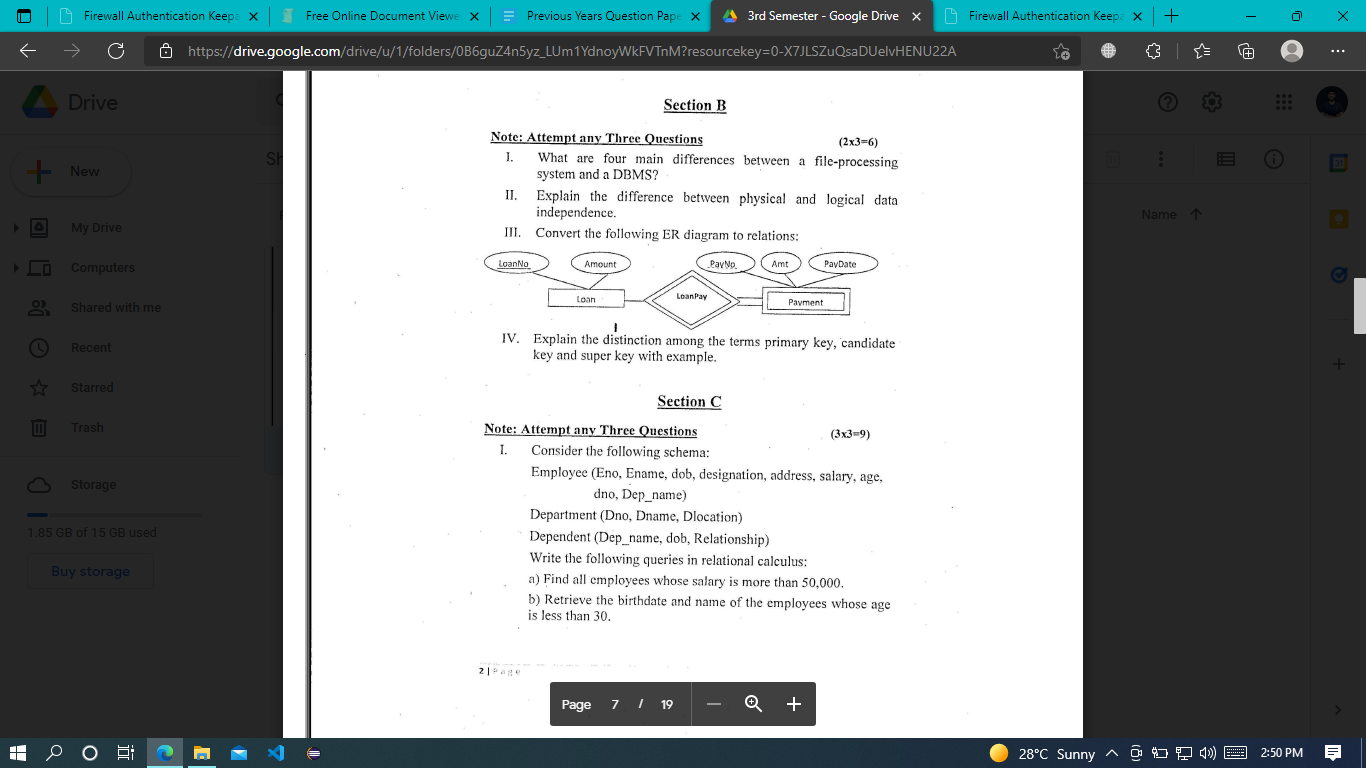 Firewall Authentication Keepa
Free Online Document Viewe
Previous Years Question Pape
3rd Semester - Google Drive
Firewall Authentication Keepa
https://drive.google.com/drive/u/1/folders/0B6guZ4n5yz_LUm1YdnoyWkFVTnM?resourcekey=0-X7JLSZuQsaDUelvHENU22A
Drive
New
My Drive
Computers
Shared with me
Recent
Starred
Trash
Storage
1.85 GB of 15 GB used
Buy storage
Sh
Name
Section B
Note: Attempt any Three Questions (2x3=6)
I. What are four main differences between a file-processing
system and a DBMS?
II. Explain the difference between physical and logical data
independence.
III. Convert the following ER diagram to relations:
LoanNo Amount PayNo Amt PayDate
Loan LoanPay Payment
IV. Explain the distinction among the terms primary key, candidate
key and super key with example.
Section C
Note: Attempt any Three Questions (3x3=9)
I. Consider the following schema:
Employee (Eno, Ename, dob, designation, address, salary, age,
dno, Dep_name)
Department (Dno, Dname, Dlocation)
Dependent (Dep_name, dob, Relationship)
Write the following queries in relational calculus:
a) Find all employees whose salary is more than 50,000.
b) Retrieve the birthdate and name of the employees whose age
is less than 30.
2 | Page
Page 7 / 19
28°C Sunny
2:50 PM